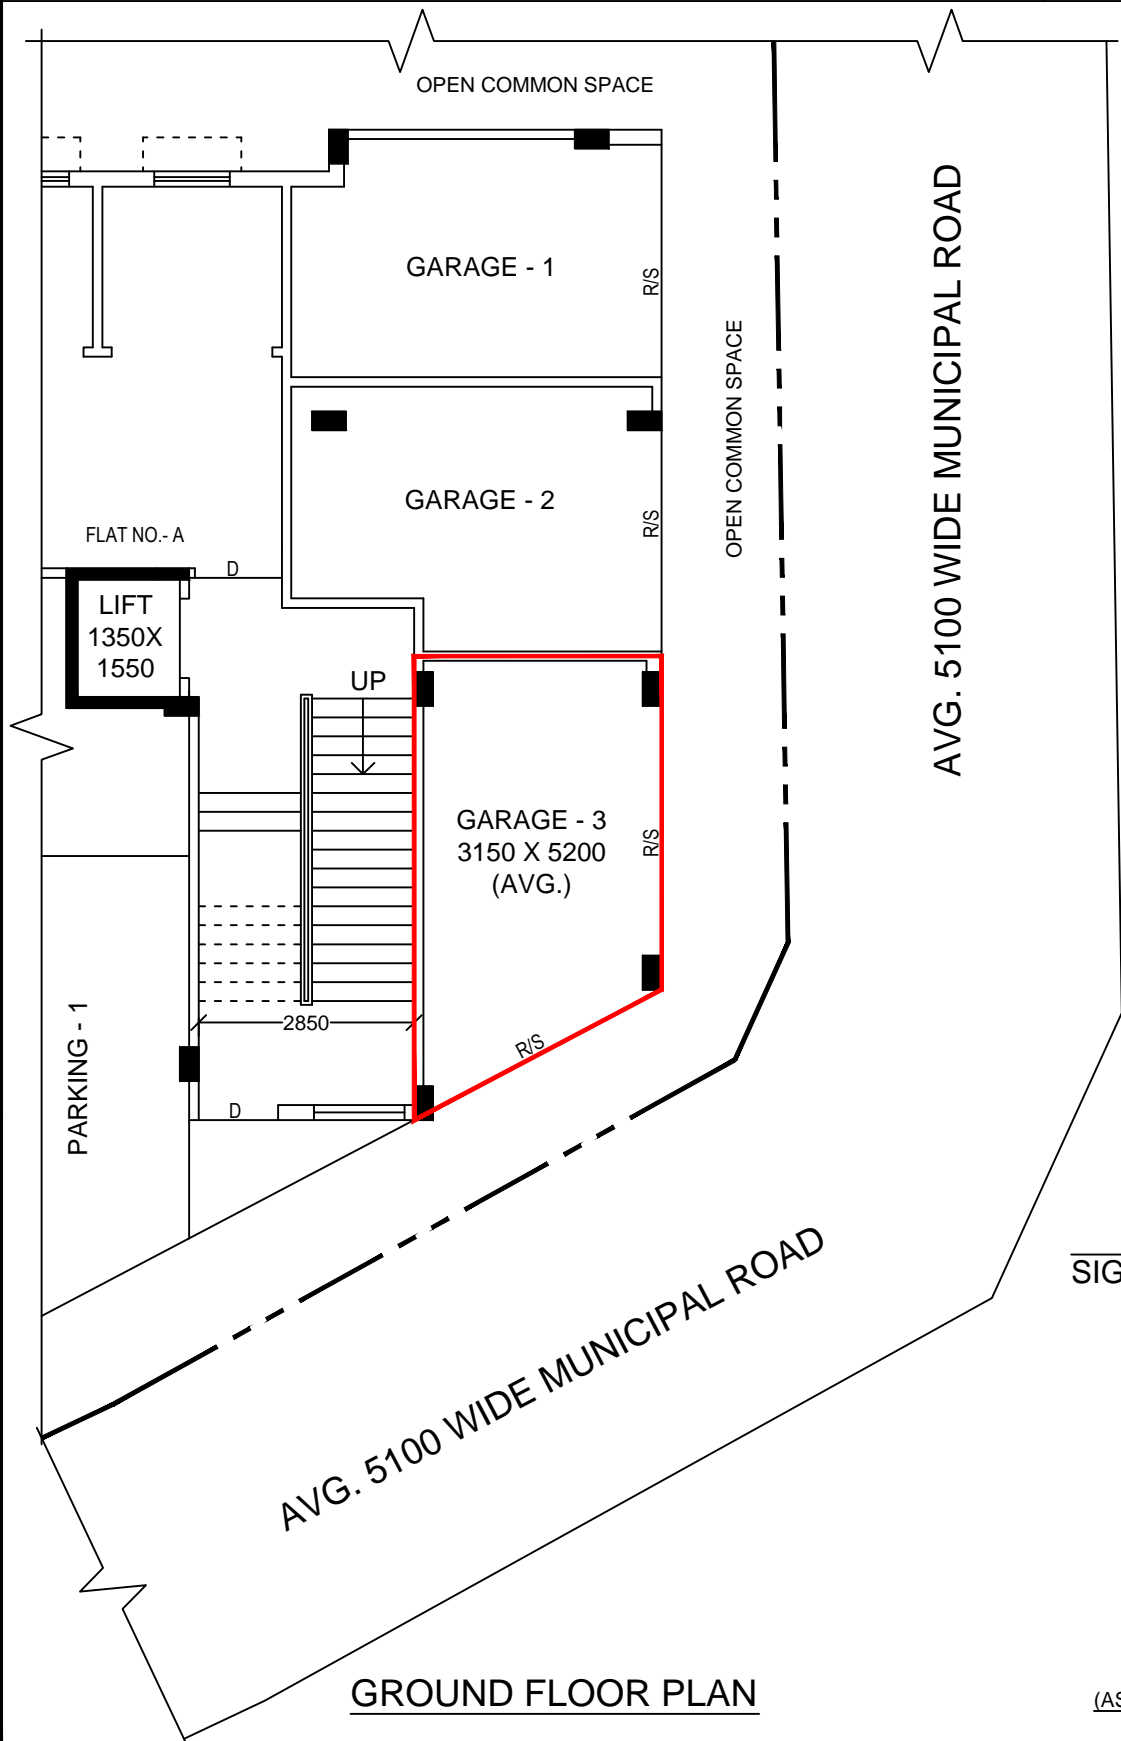 OPEN COMMON SPACE
GARAGE - 1
R/S
OPEN COMMON SPACE
AVG. 5100 WIDE MUNICIPAL ROAD
GARAGE - 2
R/S
FLAT NO.- A
D
LIFT
1350X
1550
UP
GARAGE - 3
3150 X 5200
(AVG.)
R/S
2850
R/S
PARKING - 1
D
AVG. 5100 WIDE MUNICIPAL ROAD
SIG
GROUND FLOOR PLAN
(AS